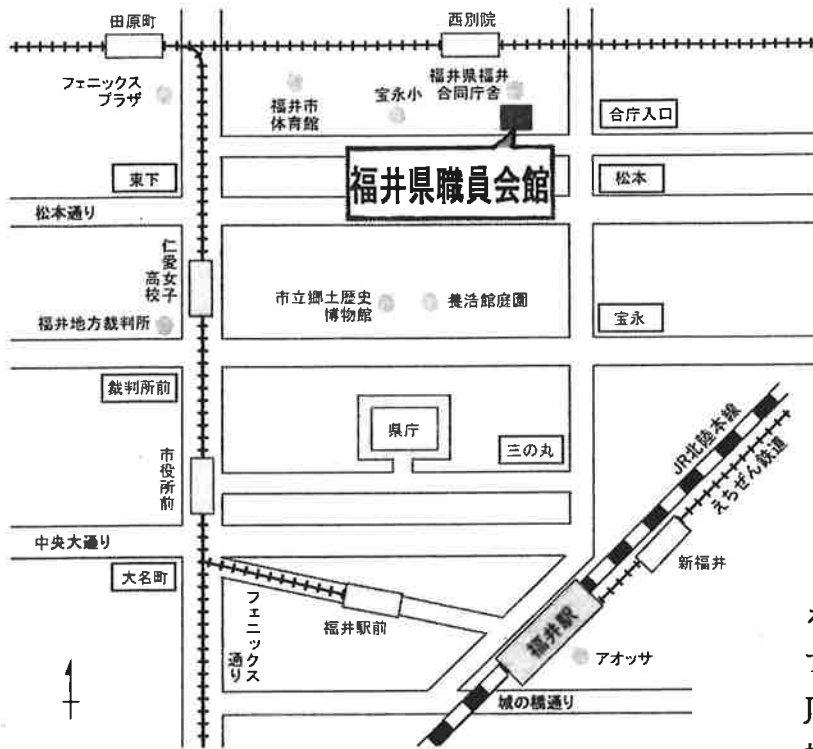 田原町
西別院
フェニックス
プラザ
福井市
体育館
宝永小
福井県福井
合同庁舎
合庁入口
福井県職員会館
東下
松本
松本通り
仁愛女子
高校
市立郷土歴史
博物館
養浩館庭園
福井地方裁判所
宝永
裁判所前
県庁
三の丸
JR北陸本線
えちぜん鉄道
市役所前
中央大通り
新福井
大名町
フェニックス
通り
福井駅前
福井駅
アオッサ
城の橋通り